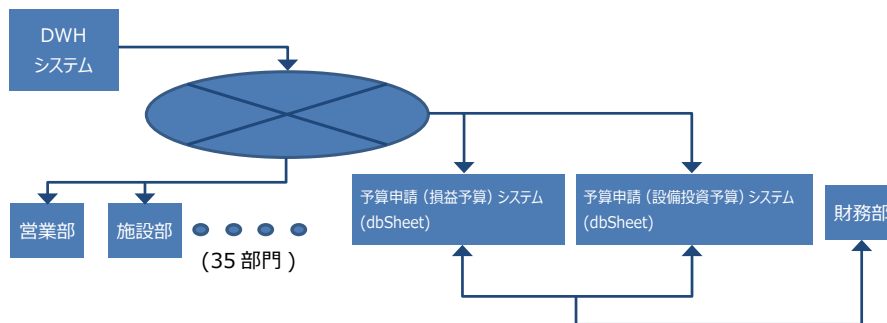 DWH
システム
予算申請（損益予算）システム
(dbSheet)
予算申請（設備投資予算）システム
(dbSheet)
財務部
営業部
施設部
(35 部門 )